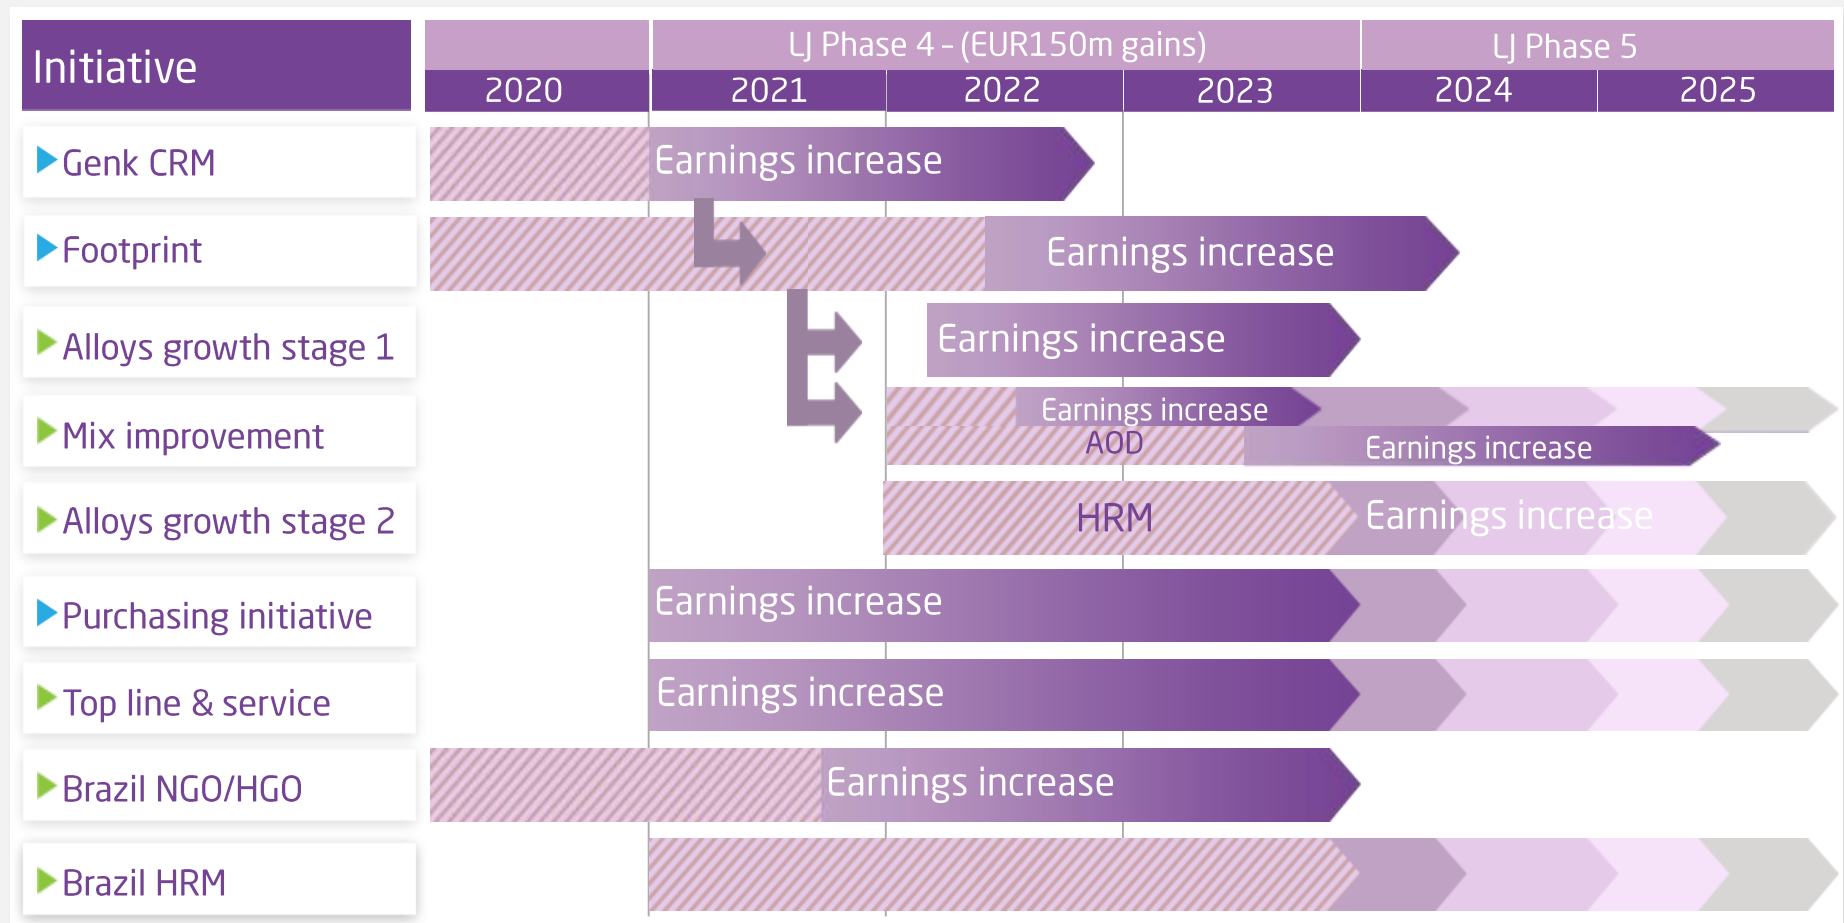 Initiative
LJ Phase 4 – (EUR150m gains)
LJ Phase 5
2020
2021
2022
2023
2024
2025
Genk CRM
Earnings increase
Footprint
Earnings increase
Alloys growth stage 1
Earnings increase
Mix improvement
Earnings increase
AOD
Earnings increase
Alloys growth stage 2
HRM
Earnings increase
Purchasing initiative
Earnings increase
Top line & service
Earnings increase
Brazil NGO/HGO
Earnings increase
Brazil HRM